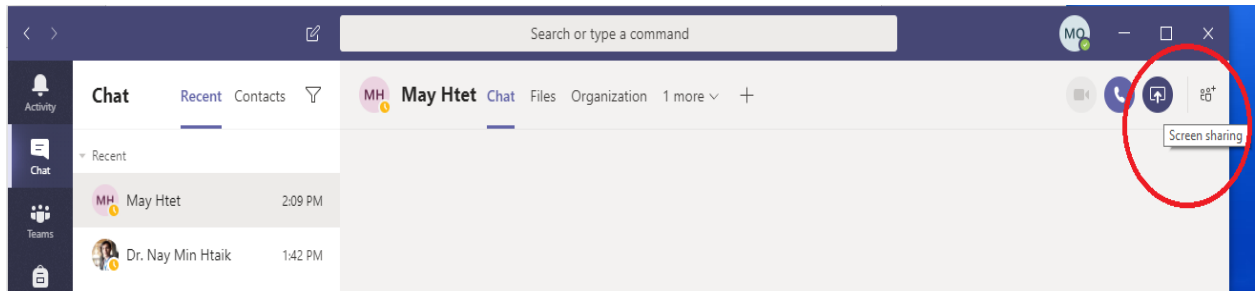 Search or type a command
MO
Activity
Chat
Teams
Chat Recent Contacts
Recent
MH May Htet 2:09 PM
Dr. Nay Min Htaik 1:42 PM
MH May Htet Chat Files Organization 1 more
Screen sharing